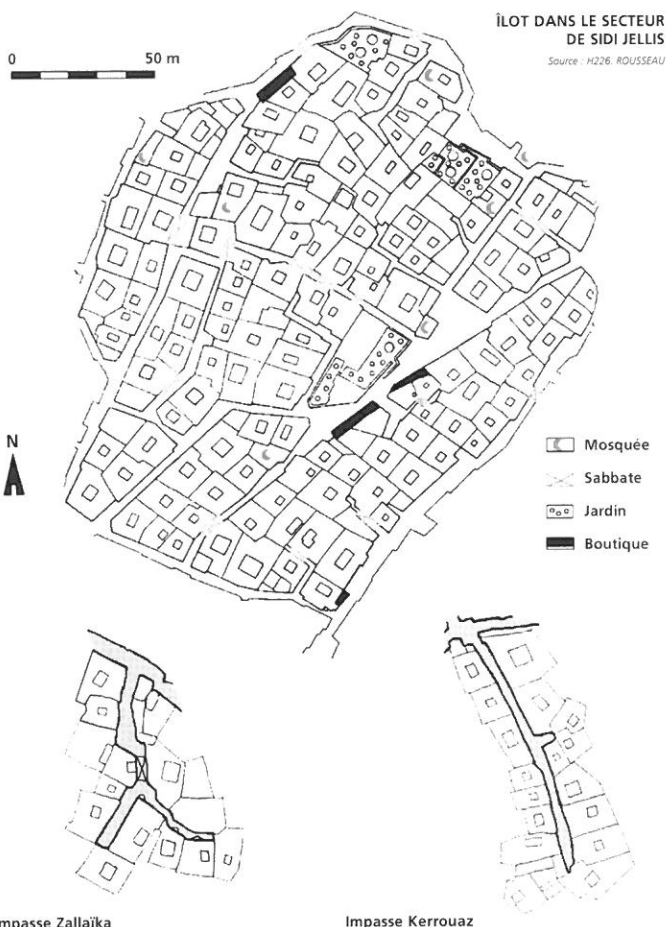 ÎLOT DANS LE SECTEUR
DE SIDI JELLIS
Source : H226. ROUSSEAU
0 50 m
N
Mosquée
Sabbate
Jardin
Boutique
Impasse Zallaïka
Impasse Kerrouaz